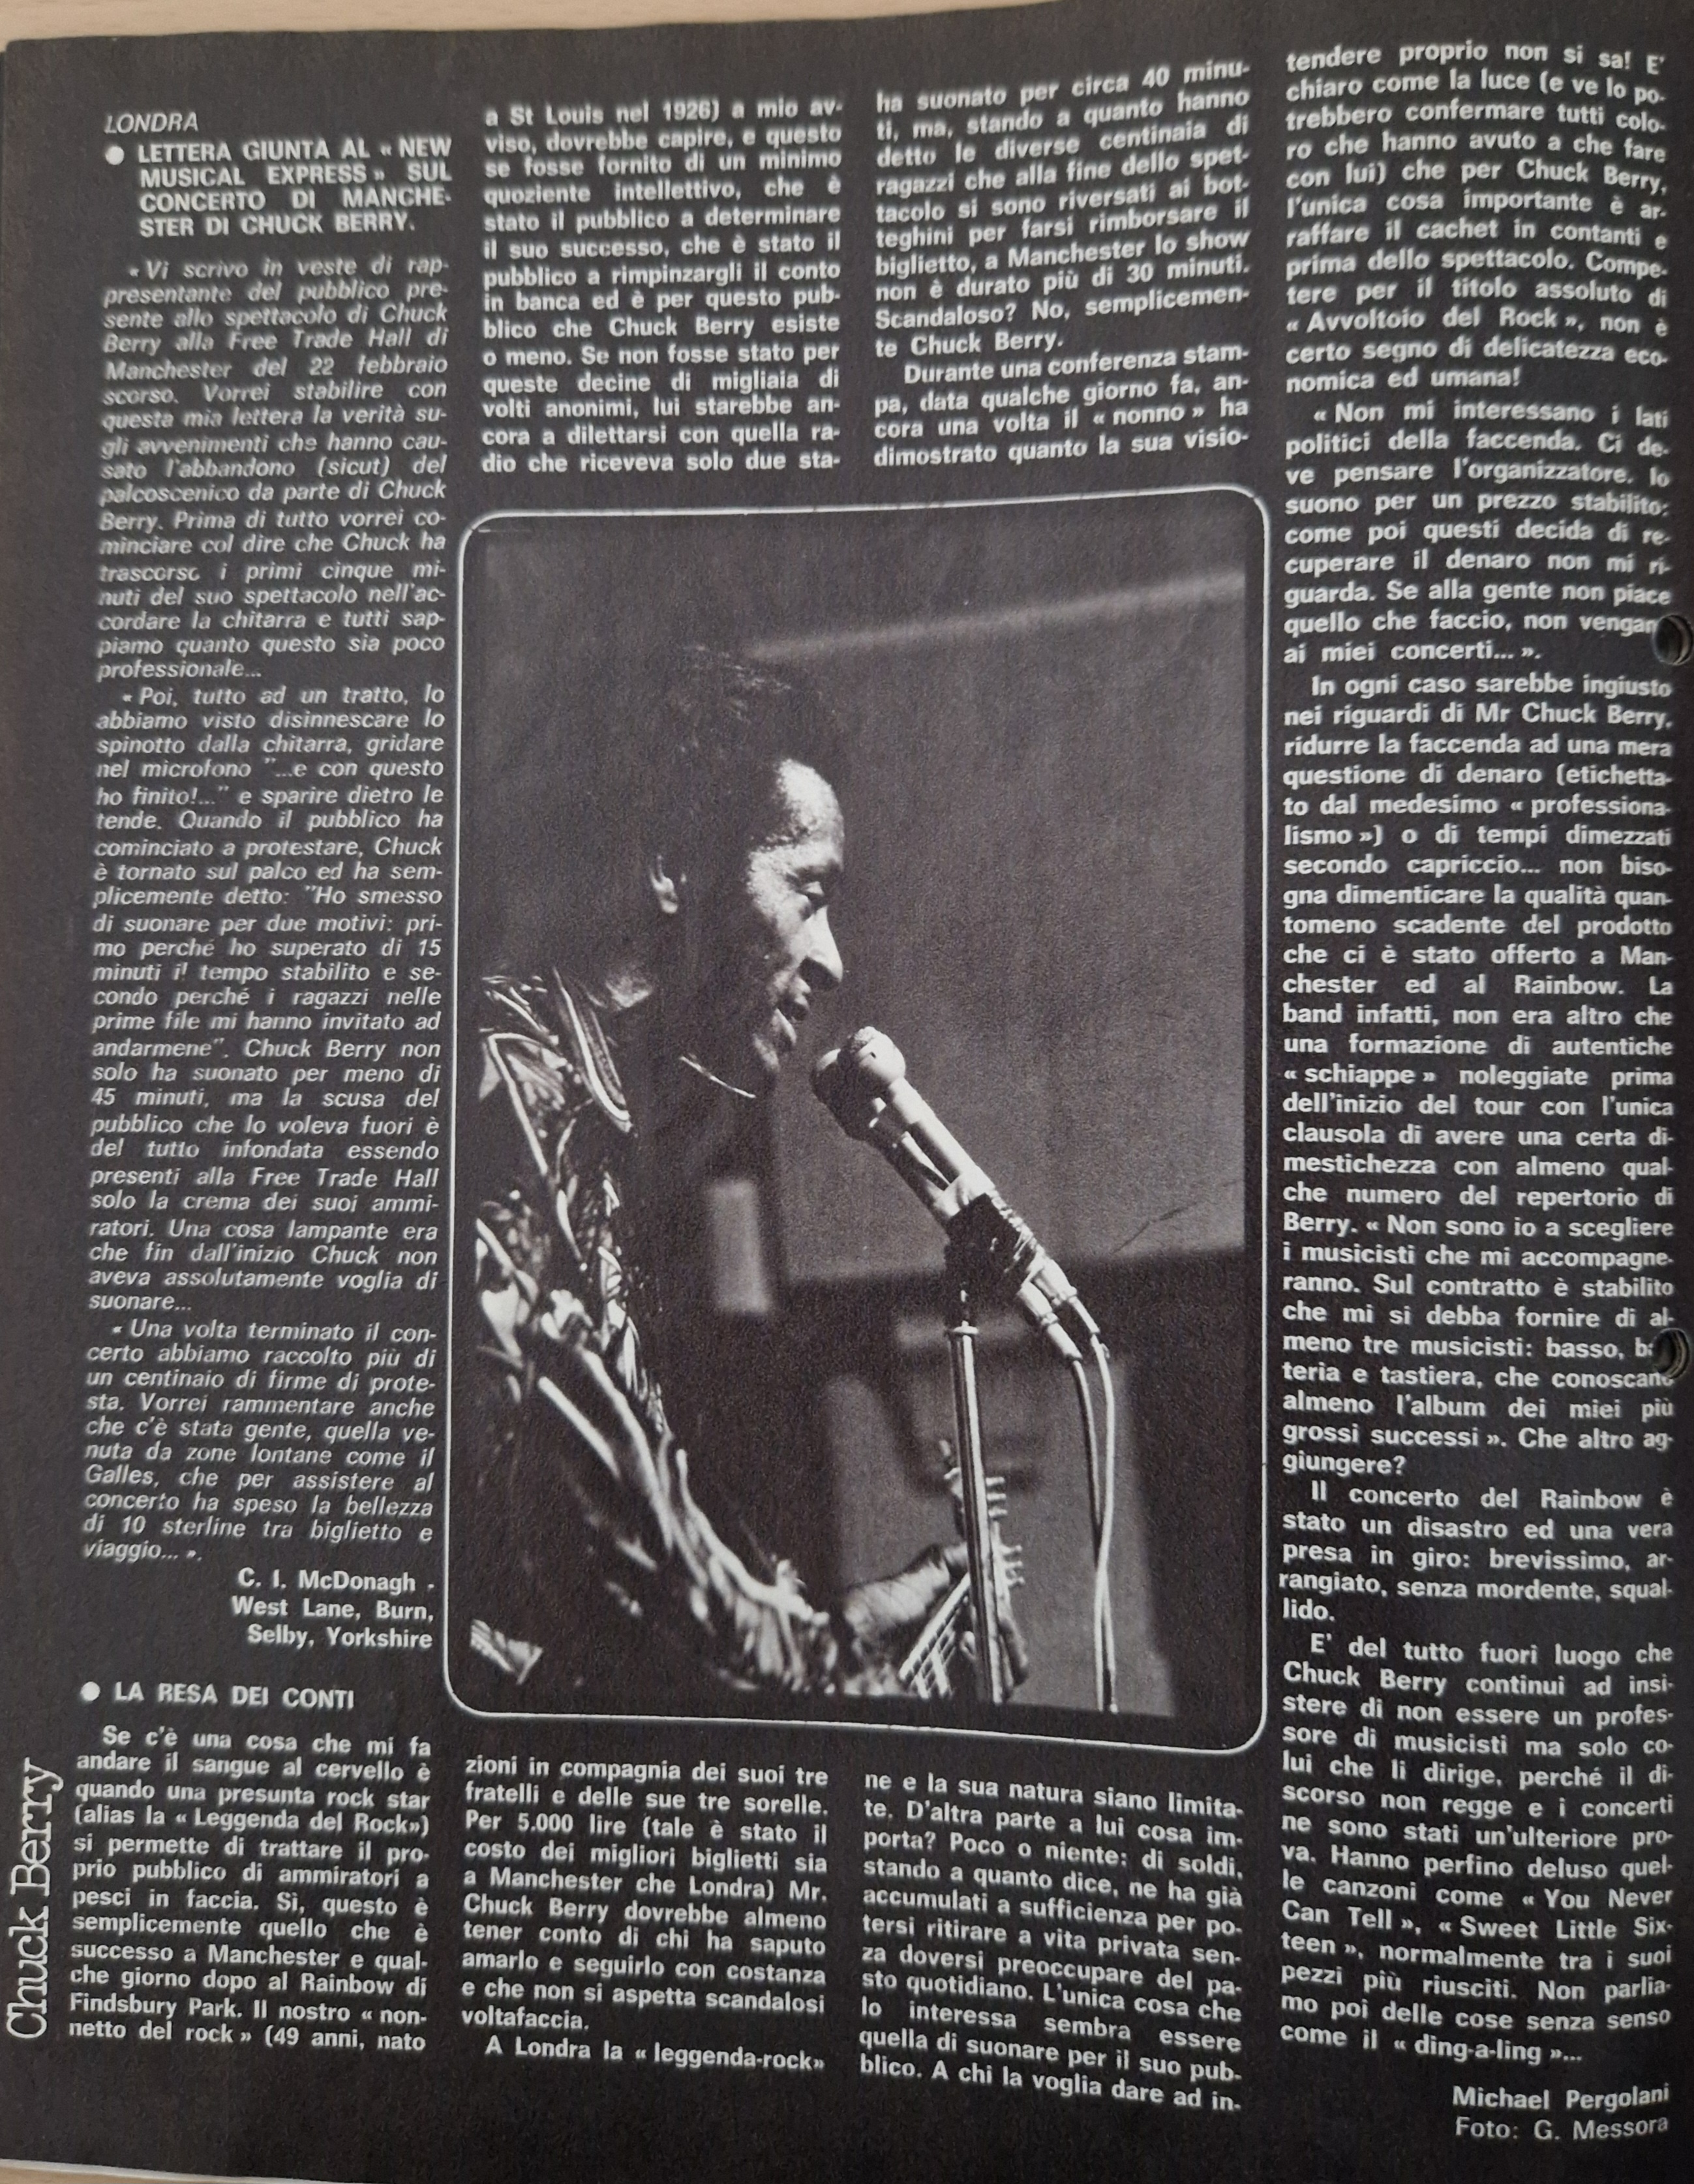 LONDRA
● LETTERA GIUNTA AL « NEW
MUSICAL EXPRESS » SUL
CONCERTO DI MANCHE-
STER DI CHUCK BERRY.
« Vi scrivo in veste di rap-
presentante del pubblico pre-
sente allo spettacolo di Chuck
Berry alla Free Trade Hall di
Manchester del 22 febbraio
scorso. Vorrei stabilire con
questa mia lettera la verità su-
gli avvenimenti che hanno cau-
sato l'abbandono (sicut) del
palcoscenico da parte di Chuck
Berry. Prima di tutto vorrei co-
minciare col dire che Chuck ha
trascorso i primi cinque mi-
nuti del suo spettacolo nell'ac-
cordare la chitarra e tutti sap-
piamo quanto questo sia poco
professionale...
« Poi, tutto ad un tratto, lo
abbiamo visto disinnescare lo
spinotto dalla chitarra, gridare
nel microfono "...e con questo
ho finito!..." e sparire dietro le
tende. Quando il pubblico ha
cominciato a protestare, Chuck
è tornato sul palco ed ha sem-
plicemente detto: "Ho smesso
di suonare per due motivi: pri-
mo perché ho superato di 15
minuti il tempo stabilito e se-
condo perché i ragazzi nelle
prime file mi hanno invitato ad
andarmene". Chuck Berry non
solo ha suonato per meno di
45 minuti, ma la scusa del
pubblico che lo voleva fuori è
del tutto infondata essendo
presenti alla Free Trade Hall
solo la crema dei suoi ammi-
ratori. Una cosa lampante era
che fin dall'inizio Chuck non
aveva assolutamente voglia di
suonare...
« Una volta terminato il con-
certo abbiamo raccolto più di
un centinaio di firme di prote-
sta. Vorrei rammentare anche
che c'è stata gente, quella ve-
nuta da zone lontane come il
Galles, che per assistere al
concerto ha speso la bellezza
di 10 sterline tra biglietto e
viaggio... ».
C. I. McDonagh -
West Lane, Burn,
Selby, Yorkshire
● LA RESA DEI CONTI
Se c'è una cosa che mi fa
andare il sangue al cervello è
quando una presunta rock star
(alias la « Leggenda del Rock»)
si permette di trattare il pro-
prio pubblico di ammiratori a
pesci in faccia. Sì, questo è
semplicemente quello che è
successo a Manchester e qual-
che giorno dopo al Rainbow di
Findsbury Park. Il nostro « non-
netto del rock » (49 anni, nato
a St Louis nel 1926) a mio av-
viso, dovrebbe capire, e questo
se fosse fornito di un minimo
quoziente intellettivo, che è
stato il pubblico a determinare
il suo successo, che è stato il
pubblico a rimpinzargli il conto
in banca ed è per questo pub-
blico che Chuck Berry esiste
o meno. Se non fosse stato per
queste decine di migliaia di
volti anonimi, lui starebbe an-
cora a dilettarsi con quella ra-
dio che riceveva solo due sta-
zioni in compagnia dei suoi tre
fratelli e delle sue tre sorelle.
Per 5.000 lire (tale è stato il
costo dei migliori biglietti sia
a Manchester che Londra) Mr.
Chuck Berry dovrebbe almeno
tener conto di chi ha saputo
amarlo e seguirlo con costanza
e che non si aspetta scandalosi
voltafaccia.
A Londra la « leggenda-rock»
ha suonato per circa 40 minu-
ti, ma, stando a quanto hanno
detto le diverse centinaia di
ragazzi che alla fine dello spet-
tacolo si sono riversati ai bot-
teghini per farsi rimborsare il
biglietto, a Manchester lo show
non è durato più di 30 minuti.
Scandaloso? No, semplicemen-
te Chuck Berry.
Durante una conferenza stam-
pa, data qualche giorno fa, an-
cora una volta il « nonno » ha
dimostrato quanto la sua visio-
ne e la sua natura siano limita-
te. D'altra parte a lui cosa im-
porta? Poco o niente: di soldi,
stando a quanto dice, ne ha già
accumulati a sufficienza per po-
tersi ritirare a vita privata sen-
za doversi preoccupare del pa-
sto quotidiano. L'unica cosa che
lo interessa sembra essere
quella di suonare per il suo pub-
blico. A chi la voglia dare ad in-
tendere proprio non si sa! E'
chiaro come la luce (e ve lo po-
trebbero confermare tutti colo-
ro che hanno avuto a che fare
con lui) che per Chuck Berry,
l'unica cosa importante è ar-
raffare il cachet in contanti e
prima dello spettacolo. Compe-
tere per il titolo assoluto di
« Avvoltoio del Rock », non è
certo segno di delicatezza eco-
nomica ed umana!
« Non mi interessano i lati
politici della faccenda. Ci de-
ve pensare l'organizzatore. Io
suono per un prezzo stabilito;
come poi questi decida di re-
cuperare il denaro non mi ri-
guarda. Se alla gente non piace
quello che faccio, non vengan
ai miei concerti... ».
In ogni caso sarebbe ingiusto
nei riguardi di Mr Chuck Berry,
ridurre la faccenda ad una mera
questione di denaro (etichetta-
to dal medesimo « professiona-
lismo ») o di tempi dimezzati
secondo capriccio... non biso-
gna dimenticare la qualità quan-
tomeno scadente del prodotto
che ci è stato offerto a Man-
chester ed al Rainbow. La
band infatti, non era altro che
una formazione di autentiche
« schiappe » noleggiate prima
dell'inizio del tour con l'unica
clausola di avere una certa di-
mestichezza con almeno qual-
che numero del repertorio di
Berry. « Non sono io a scegliere
i musicisti che mi accompagne-
ranno. Sul contratto è stabilito
che mi si debba fornire di al-
meno tre musicisti: basso, b
teria e tastiera, che conoscano
almeno l'album dei miei più
grossi successi ». Che altro ag-
giungere?
Il concerto del Rainbow è
stato un disastro ed una vera
presa in giro: brevissimo, ar-
rangiato, senza mordente, squal-
lido.
E' del tutto fuori luogo che
Chuck Berry continui ad insi-
stere di non essere un profes-
sore di musicisti ma solo co-
lui che li dirige, perché il di-
scorso non regge e i concerti
ne sono stati un'ulteriore pro-
va. Hanno perfino deluso quel-
le canzoni come « You Never
Can Tell », « Sweet Little Six-
teen », normalmente tra i suoi
pezzi più riusciti. Non parlia-
mo poi delle cose senza senso
come il « ding-a-ling »...
Michael Pergolani
Foto: G. Messora
Chuck Berry